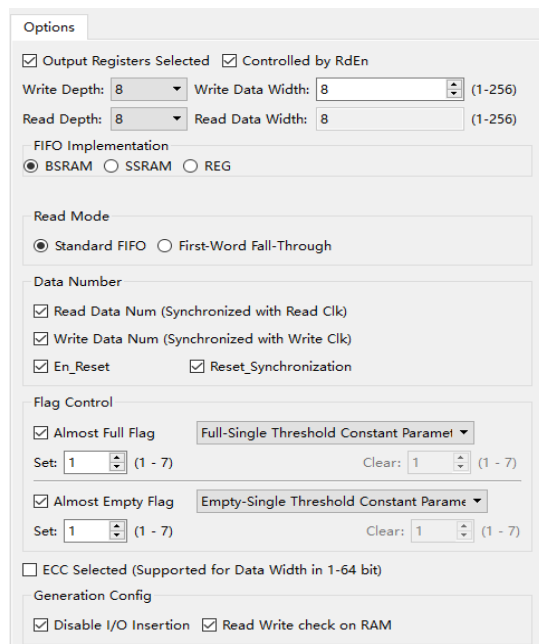 Options
Output Registers Selected Controlled by RdEn
Write Depth: 8 Write Data Width: 8 (1-256)
Read Depth: 8 Read Data Width: 8 (1-256)
FIFO Implementation
BSRAM SSRAM REG
Read Mode
Standard FIFO First-Word Fall-Through
Data Number
Read Data Num (Synchronized with Read Clk)
Write Data Num (Synchronized with Write Clk)
En_Reset Reset_Synchronization
Flag Control
Almost Full Flag Full-Single Threshold Constant Paramet
Set: 1 (1 - 7) Clear: 1 (1 - 7)
Almost Empty Flag Empty-Single Threshold Constant Parame
Set: 1 (1 - 7) Clear: 1 (1 - 7)
ECC Selected (Supported for Data Width in 1-64 bit)
Generation Config
Disable I/O Insertion Read Write check on RAM